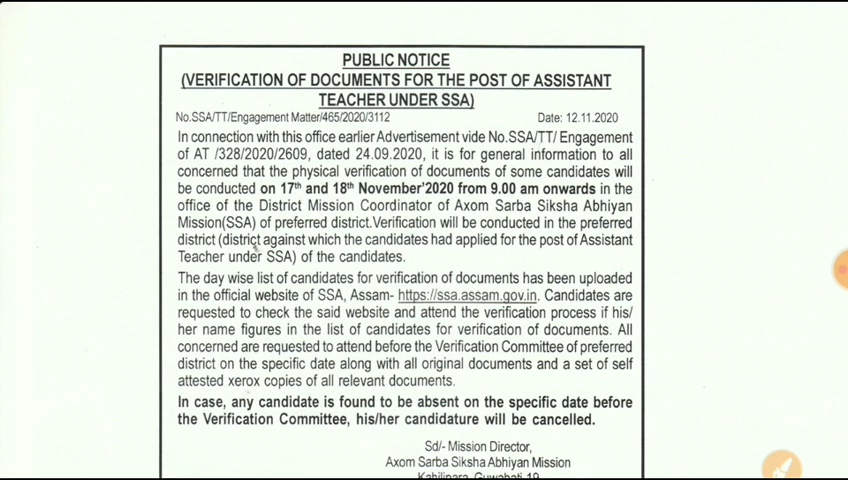 PUBLIC NOTICE
(VERIFICATION OF DOCUMENTS FOR THE POST OF ASSISTANT
TEACHER UNDER SSA)
No.SSA/TT/Engagement Matter/465/2020/3112 Date: 12.11.2020
In connection with this office earlier Advertisement vide No.SSA/TT/ Engagement
of AT /328/2020/2609, dated 24.09.2020, it is for general information to all
concerned that the physical verification of documents of some candidates will
be conducted on 17th and 18th November'2020 from 9.00 am onwards in the
office of the District Mission Coordinator of Axom Sarba Siksha Abhiyan
Mission(SSA) of preferred district.Verification will be conducted in the preferred
district (district against which the candidates had applied for the post of Assistant
Teacher under SSA) of the candidates.
The day wise list of candidates for verification of documents has been uploaded
in the official website of SSA, Assam- https://ssa.assam.gov.in. Candidates are
requested to check the said website and attend the verification process if his/
her name figures in the list of candidates for verification of documents. All
concerned are requested to attend before the Verification Committee of preferred
district on the specific date along with all original documents and a set of self
attested xerox copies of all relevant documents.
In case, any candidate is found to be absent on the specific date before
the Verification Committee, his/her candidature will be cancelled.
Sd/- Mission Director,
Axom Sarba Siksha Abhiyan Mission
Kahilipara, Guwahati-19